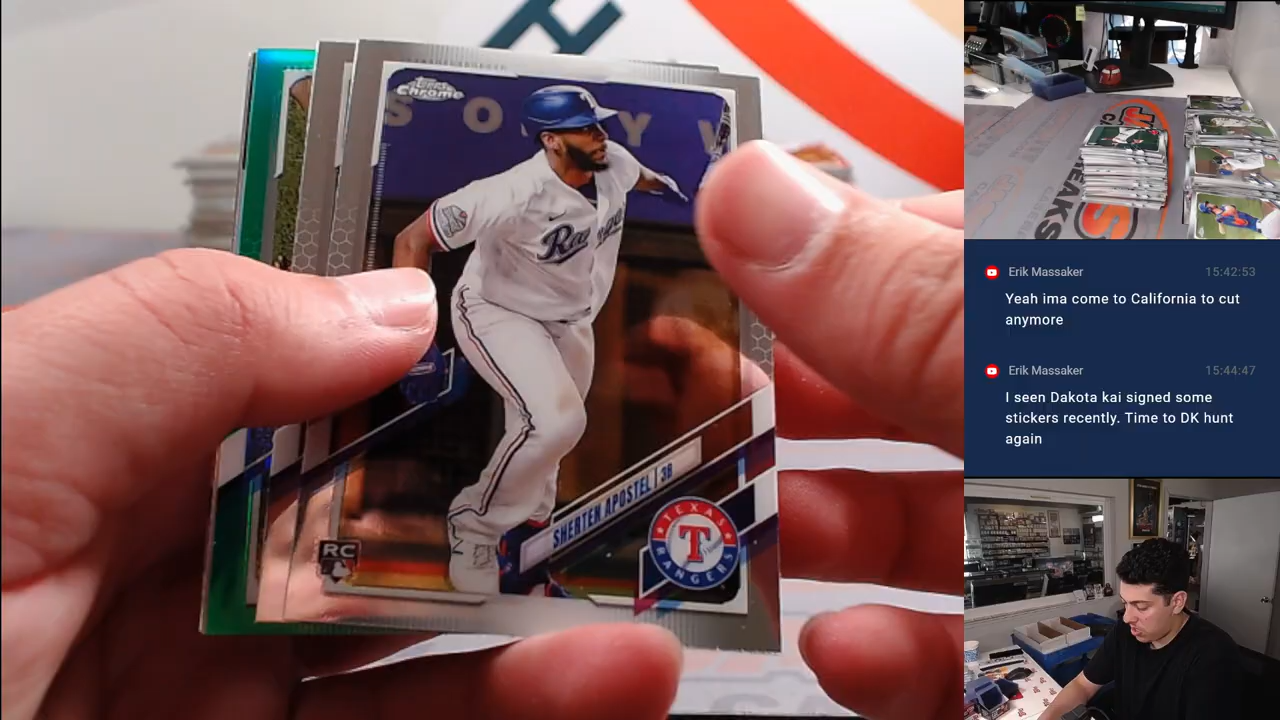 Topps
Chrome
S O Y V
Rangers
SHERTEN APOSTEL | 3B
TEXAS
T
RANGERS
RC
BREAKS
Erik Massaker 15:42:53
Yeah ima come to California to cut
anymore
Erik Massaker 15:44:47
I seen Dakota kai signed some
stickers recently. Time to DK hunt
again